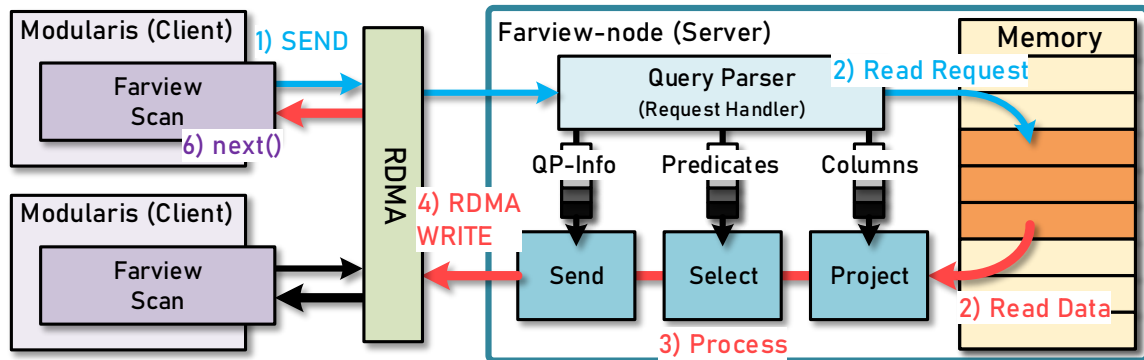 Modularis (Client)
1) SEND
Farview
Scan
6) next()
Modularis (Client)
Farview
Scan
RDMA
4) RDMA
WRITE
Farview-node (Server)
Query Parser
(Request Handler)
2) Read Request
Memory
QP-Info
Predicates
Columns
Send
Select
Project
2) Read Data
3) Process